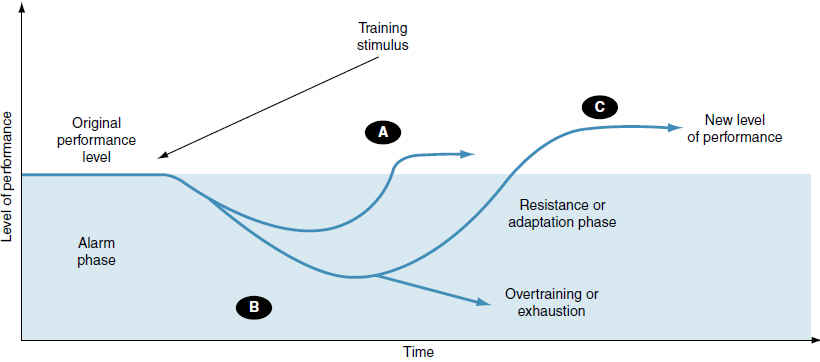 Training
stimulus
A
C
Original
performance
level
New level
of performance
Level of performance
Resistance or
adaptation phase
Alarm
phase
B
Overtraining or
exhaustion
Time